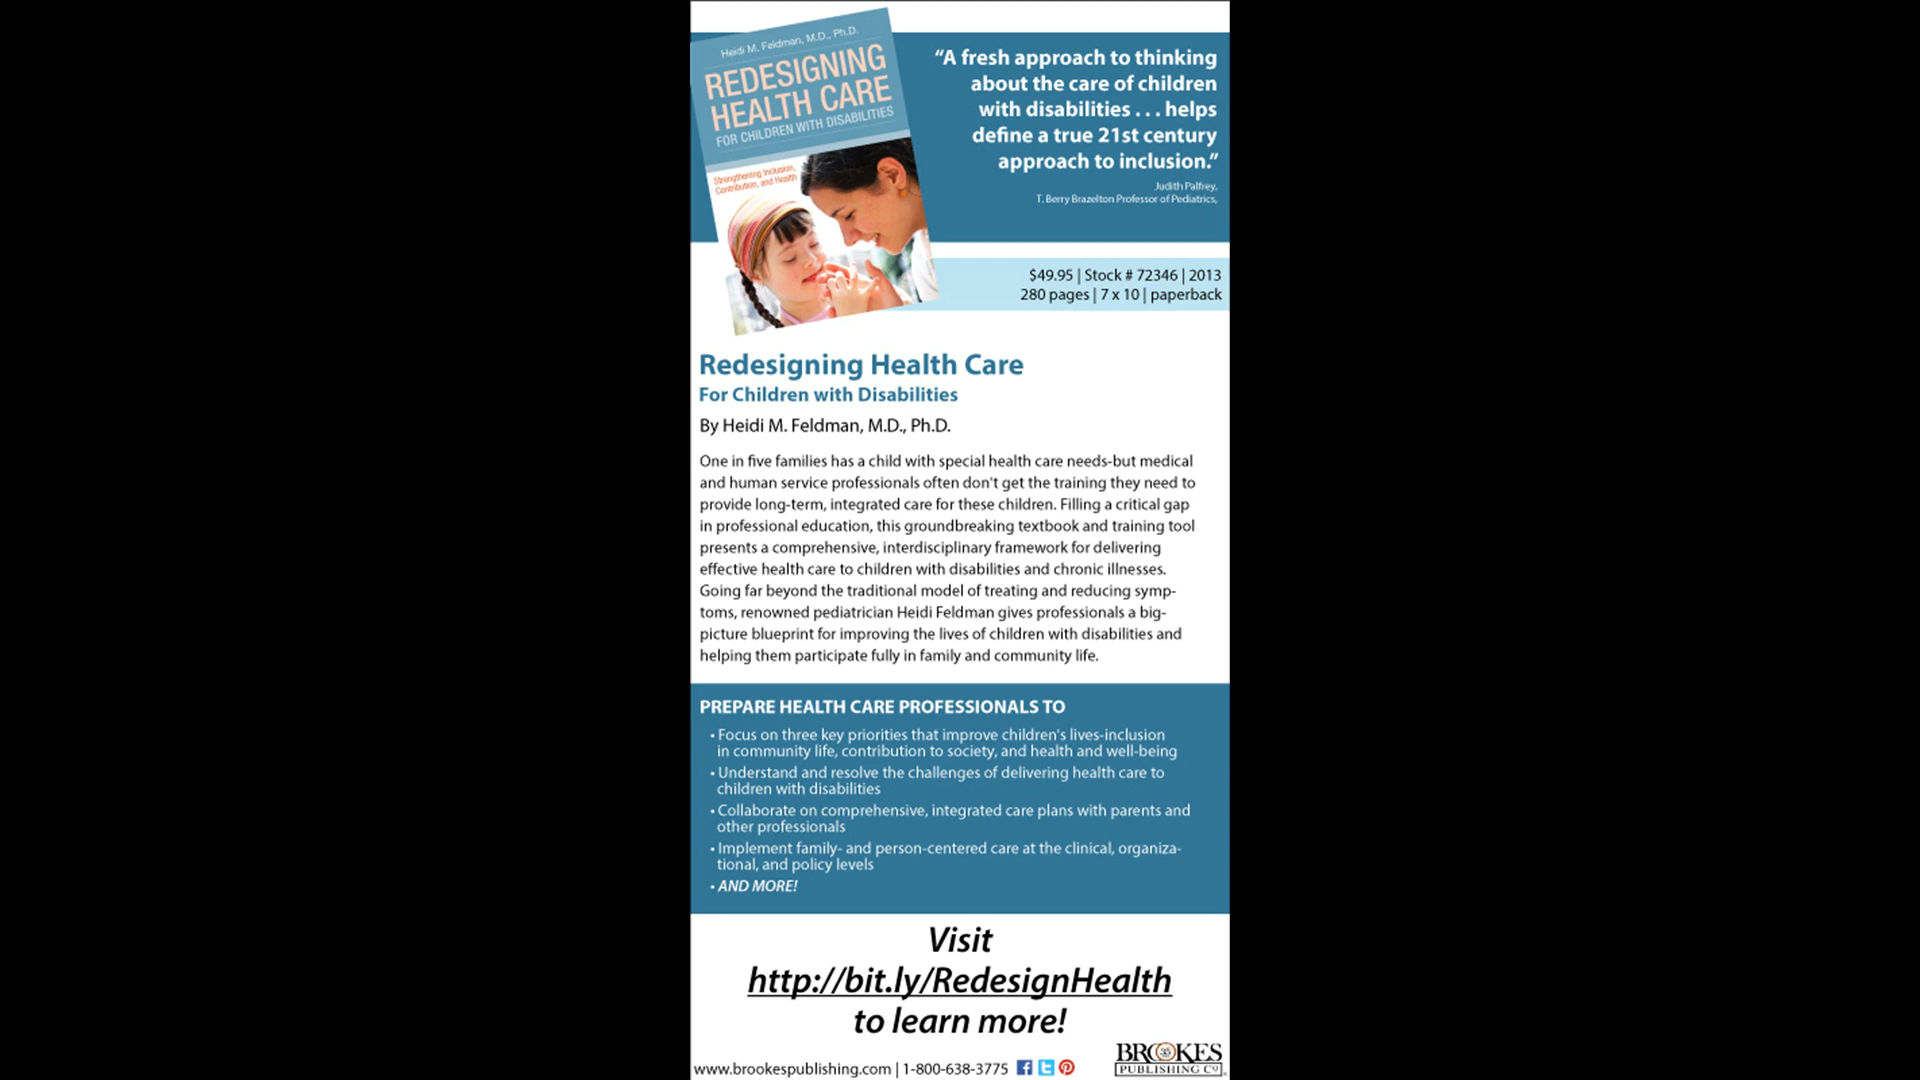 Heidi M. Feldman, M.D., Ph.D.
REDESIGNING
HEALTH CARE
FOR CHILDREN WITH DISABILITIES
Strengthening Inclusion,
Contribution, and Health
“A fresh approach to thinking
about the care of children
with disabilities . . . helps
define a true 21st century
approach to inclusion.”
Judith Palfrey,
T. Berry Brazelton Professor of Pediatrics,
$49.95 | Stock # 72346 | 2013
280 pages | 7 x 10 | paperback
Redesigning Health Care
For Children with Disabilities
By Heidi M. Feldman, M.D., Ph.D.
One in five families has a child with special health care needs-but medical
and human service professionals often don't get the training they need to
provide long-term, integrated care for these children. Filling a critical gap
in professional education, this groundbreaking textbook and training tool
presents a comprehensive, interdisciplinary framework for delivering
effective health care to children with disabilities and chronic illnesses.
Going far beyond the traditional model of treating and reducing symp-
toms, renowned pediatrician Heidi Feldman gives professionals a big-
picture blueprint for improving the lives of children with disabilities and
helping them participate fully in family and community life.
PREPARE HEALTH CARE PROFESSIONALS TO
• Focus on three key priorities that improve children's lives-inclusion
in community life, contribution to society, and health and well-being
• Understand and resolve the challenges of delivering health care to
children with disabilities
• Collaborate on comprehensive, integrated care plans with parents and
other professionals
• Implement family- and person-centered care at the clinical, organiza-
tional, and policy levels
• AND MORE!
Visit
http://bit.ly/RedesignHealth
to learn more!
www.brookespublishing.com | 1-800-638-3775
BROOKES
PUBLISHING CO